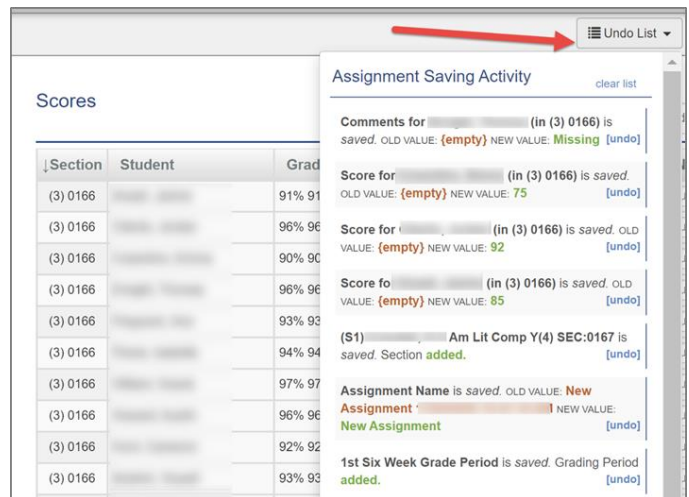 Undo List
Assignment Saving Activity
clear list
Comments for (in (3) 0166) is
saved. OLD VALUE: {empty} NEW VALUE: Missing [undo]
Score for (in (3) 0166) is saved.
OLD VALUE: {empty} NEW VALUE: 75 [undo]
Score for (in (3) 0166) is saved. OLD
VALUE: {empty} NEW VALUE: 92 [undo]
Score fo (in (3) 0166) is saved. OLD
VALUE: {empty} NEW VALUE: 85 [undo]
(S1) Am Lit Comp Y(4) SEC:0167 is
saved. Section added. [undo]
Assignment Name is saved. OLD VALUE: New
Assignment NEW VALUE:
New Assignment [undo]
1st Six Week Grade Period is saved. Grading Period
added. [undo]
Scores
↓Section Student Grad
(3) 0166 91% 91
(3) 0166 96% 96
(3) 0166 90% 90
(3) 0166 96% 96
(3) 0166 93% 93
(3) 0166 94% 94
(3) 0166 97% 97
(3) 0166 96% 96
(3) 0166 92% 92
(3) 0166 93% 93